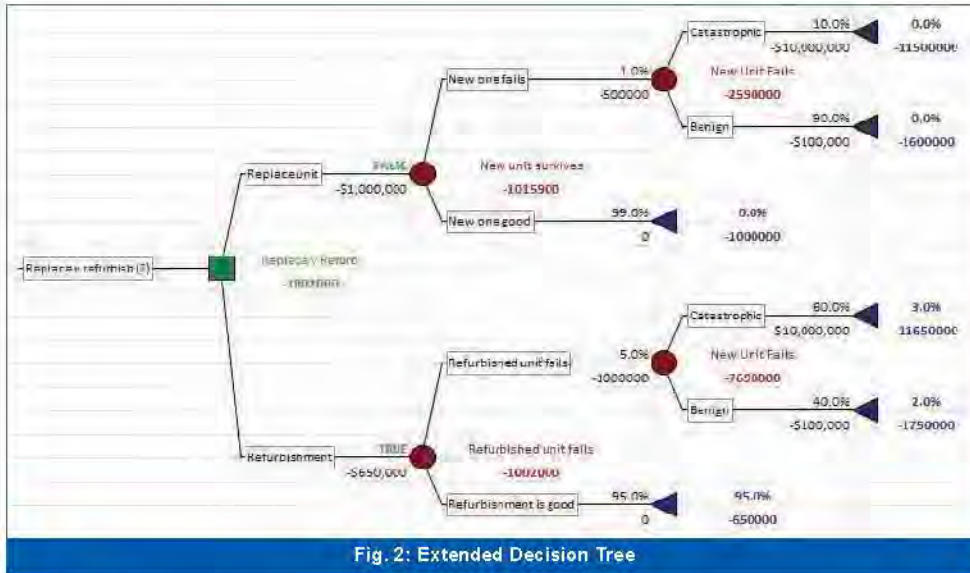 Catastrophic
10.0%
-$10,000,000
0.0%
-11500000
New one fails
1.0%
-500000
New Unit Fails
-2590000
Benign
90.0%
-$100,000
0.0%
-1600000
Replace unit
-$1,000,000
New unit survives
-1015900
New one good
99.0%
0
0.0%
-1000000
Replace v refurbish (2)
Replace v Refurb
Catastrophic
60.0%
$10,000,000
3.0%
11650000
Refurbished unit fails
5.0%
-1000000
New Unit Fails
Benign
40.0%
-$100,000
2.0%
-1750000
Refurbishment
TRUE
-$650,000
Refurbished unit fails
-1002000
Refurbishment is good
95.0%
0
95.0%
-650000
Fig. 2: Extended Decision Tree